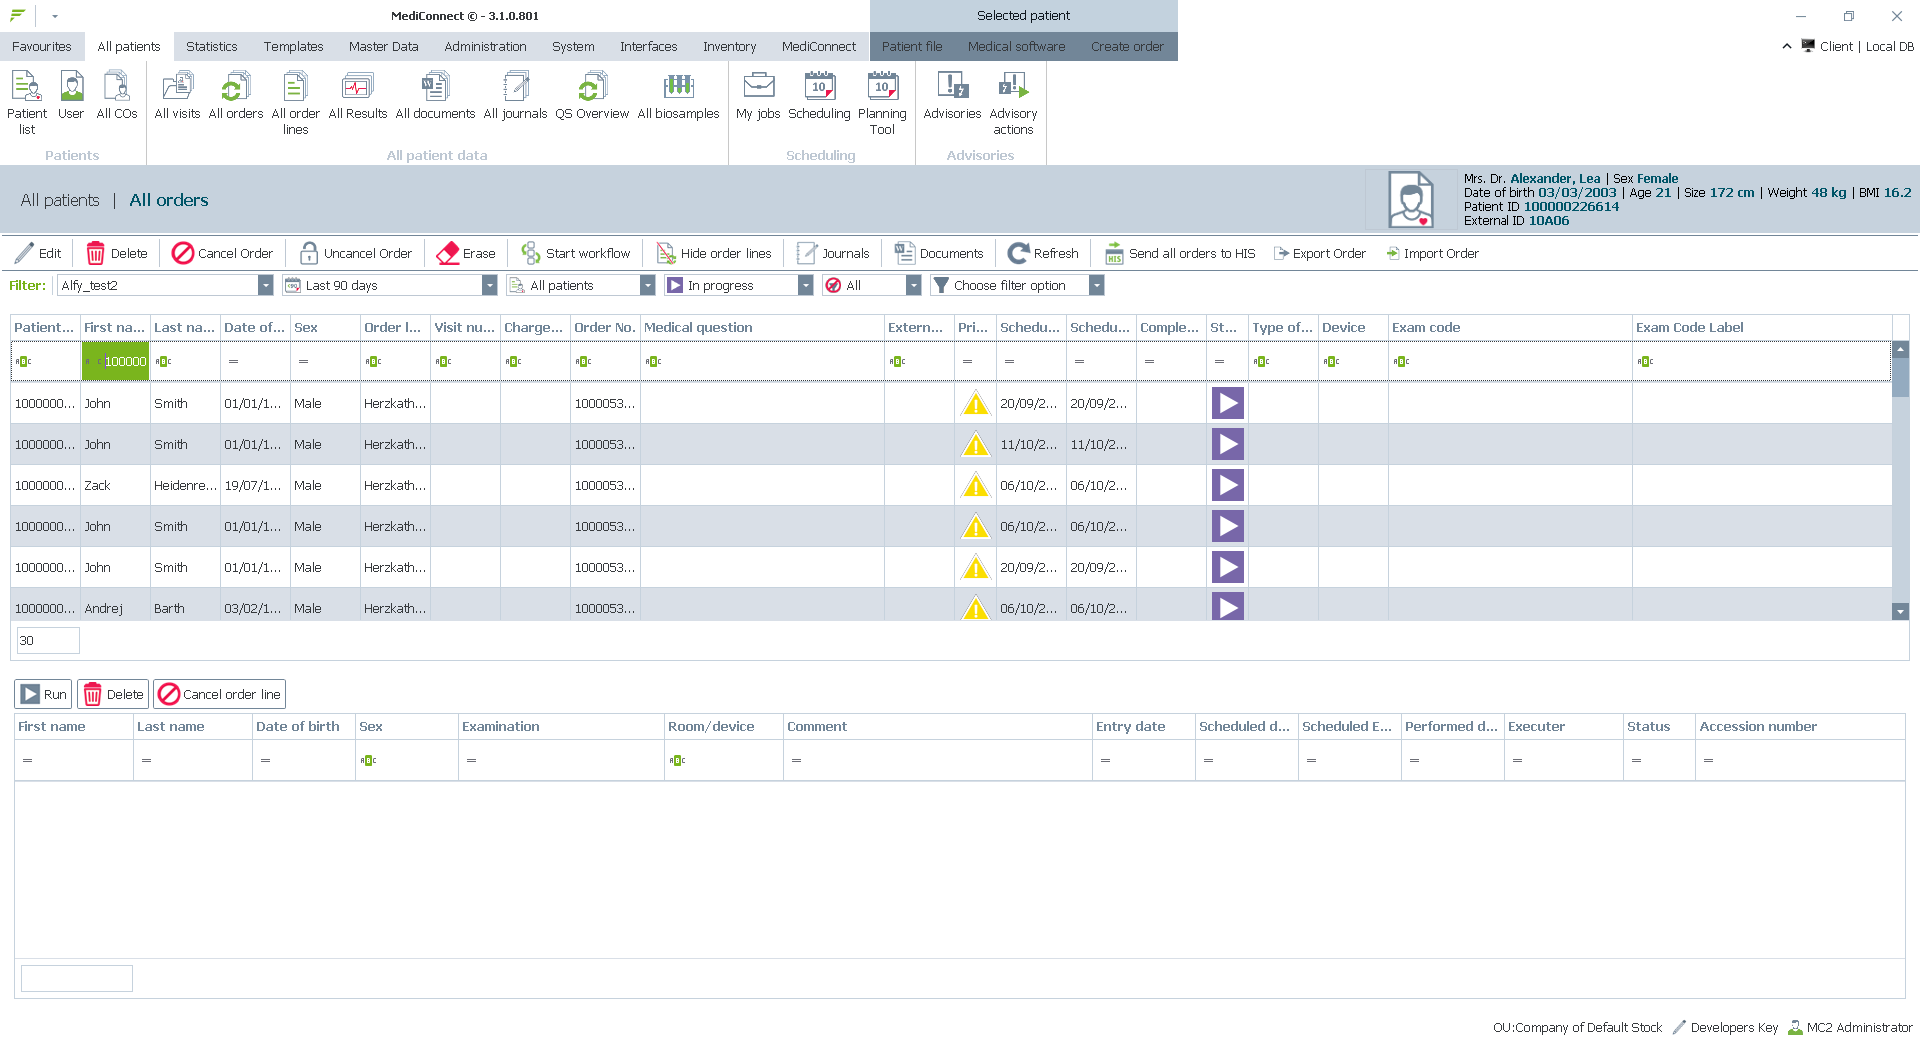 MediConnect © - 3.1.0.801
Selected patient
Favourites All patients Statistics Templates Master Data Administration System Interfaces Inventory MediConnect Patient file Medical software Create order
Client | Local DB
Patient list User All COs All visits All orders All order lines All Results All documents All journals QS Overview All biosamples My jobs Scheduling Planning Tool Advisories Advisory actions
Patients All patient data Scheduling Advisories
All patients | All orders
Mrs. Dr. Alexander, Lea | Sex Female
Date of birth 03/03/2003 | Age 21 | Size 172 cm | Weight 48 kg | BMI 16.2
Patient ID 100000226614
External ID 10A06
Edit Delete Cancel Order Uncancel Order Erase Start workflow Hide order lines Journals Documents Refresh Send all orders to HIS Export Order Import Order
Filter: Alfy_test2 Last 90 days All patients In progress All Choose filter option
Patient... First na... Last na... Date of... Sex Order l... Visit nu... Charge... Order No. Medical question Extern... Pri... Schedu... Schedu... Comple... St... Type of... Device Exam code Exam Code Label
100000
1000000... John Smith 01/01/1... Male Herzkath... 1000053... 20/09/2... 20/09/2...
1000000... John Smith 01/01/1... Male Herzkath... 1000053... 11/10/2... 11/10/2...
1000000... Zack Heidenre... 19/07/1... Male Herzkath... 1000053... 06/10/2... 06/10/2...
1000000... John Smith 01/01/1... Male Herzkath... 1000053... 06/10/2... 06/10/2...
1000000... John Smith 01/01/1... Male Herzkath... 1000053... 20/09/2... 20/09/2...
1000000... Andrej Barth 03/02/1... Male Herzkath... 1000053... 06/10/2... 06/10/2...
30
Run Delete Cancel order line
First name Last name Date of birth Sex Examination Room/device Comment Entry date Scheduled d... Scheduled E... Performed d... Executer Status Accession number
OU:Company of Default Stock Developers Key MC2 Administrator